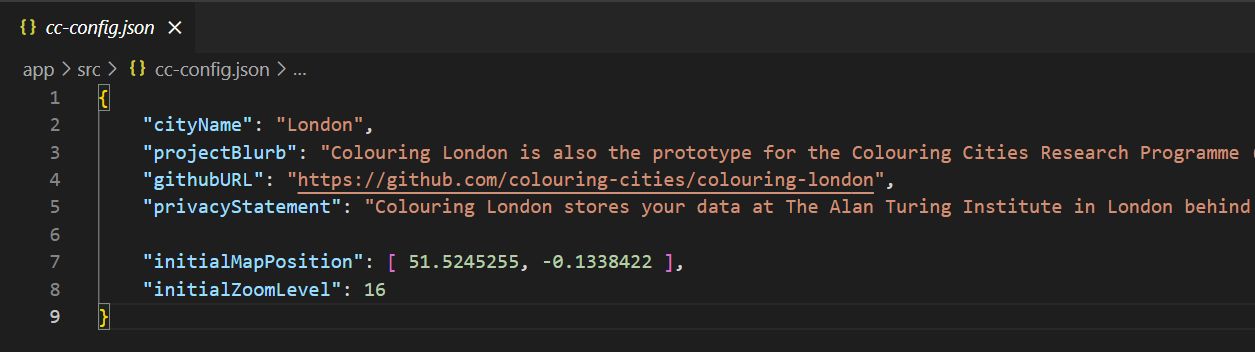 {} cc-config.json ×
app > src > {} cc-config.json > ...
1 {
2 "cityName": "London",
3 "projectBlurb": "Colouring London is also the prototype for the Colouring Cities Research Programme (
4 "githubURL": "https://github.com/colouring-cities/colouring-london",
5 "privacyStatement": "Colouring London stores your data at The Alan Turing Institute in London behind
6
7 "initialMapPosition": [ 51.5245255, -0.1338422 ],
8 "initialZoomLevel": 16
9 }